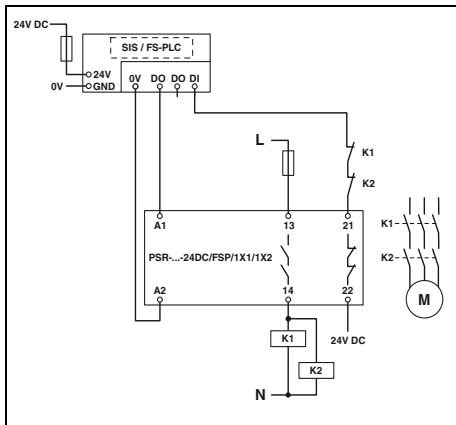 24V DC
SIS / FS-PLC
24V
0V
GND
0V DO DO DI
K1
L
K2
A1 13 21
K1
PSR-...-24DC/FSP/1X1/1X2
K2
A2 14 22
M
K1
24V DC
K2
N